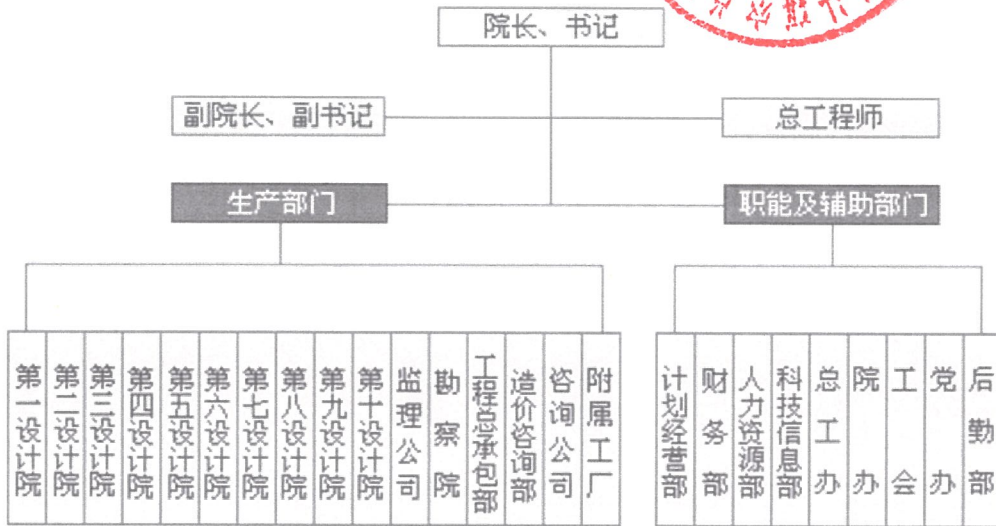 院长、书记
副院长、副书记
总工程师
生产部门
职能及辅助部门
第一设计院
第二设计院
第三设计院
第四设计院
第五设计院
第六设计院
第七设计院
第八设计院
第九设计院
第十设计院
监理公司
勘察院
工程总承包部
造价咨询部
咨询公司
附属工厂
计划经营部
财务部
人力资源部
科技信息部
总工办
院办
工会
党办
后勤部